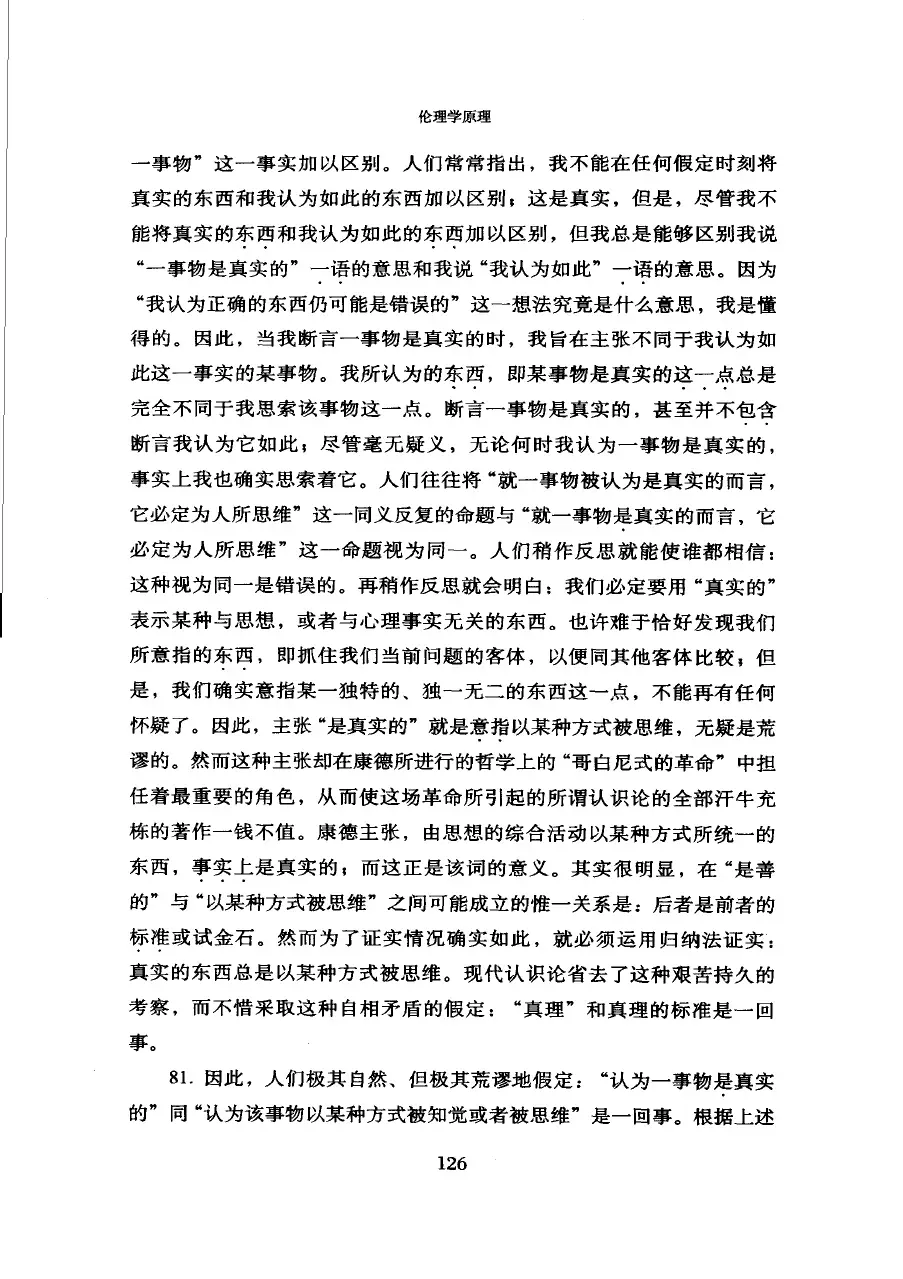 伦理学原理
一事物”这一事实加以区别。人们常常指出，我不能在任何假定时刻将
真实的东西和我认为如此的东西加以区别；这是真实，但是，尽管我不
能将真实的东西和我认为如此的东西加以区别，但我总是能够区别我说
“一事物是真实的”一语的意思和我说“我认为如此”一语的意思。因为
“我认为正确的东西仍可能是错误的”这一想法究竟是什么意思，我是懂
得的。因此，当我断言一事物是真实的时，我旨在主张不同于我认为如
此这一事实的某事物。我所认为的东西，即某事物是真实的这一点总是
完全不同于我思索该事物这一点。断言一事物是真实的，甚至并不包含
断言我认为它如此；尽管毫无疑义，无论何时我认为一事物是真实的，
事实上我也确实思索着它。人们往往将“就一事物被认为是真实的而言，
它必定为人所思维”这一同义反复的命题与“就一事物是真实的而言，它
必定为人所思维”这一命题视为同一。人们稍作反思就能使谁都相信：
这种视为同一是错误的。再稍作反思就会明白：我们必定要用“真实的”
表示某种与思想，或者与心理事实无关的东西。也许难于恰好发现我们
所意指的东西，即抓住我们当前问题的客体，以便同其他客体比较；但
是，我们确实意指某一独特的、独一无二的东西这一点，不能再有任何
怀疑了。因此，主张“是真实的”就是意指以某种方式被思维，无疑是荒
谬的。然而这种主张却在康德所进行的哲学上的“哥白尼式的革命”中担
任着最重要的角色，从而使这场革命所引起的所谓认识论的全部汗牛充
栋的著作一钱不值。康德主张，由思想的综合活动以某种方式所统一的
东西，事实上是真实的；而这正是该词的意义。其实很明显，在“是善
的”与“以某种方式被思维”之间可能成立的惟一关系是：后者是前者的
标准或试金石。然而为了证实情况确实如此，就必须运用归纳法证实：
真实的东西总是以某种方式被思维。现代认识论省去了这种艰苦持久的
考察，而不惜采取这种自相矛盾的假定：“真理”和真理的标准是一回
事。
81. 因此，人们极其自然、但极其荒谬地假定：“认为一事物是真实
的”同“认为该事物以某种方式被知觉或者被思维”是一回事。根据上述
126